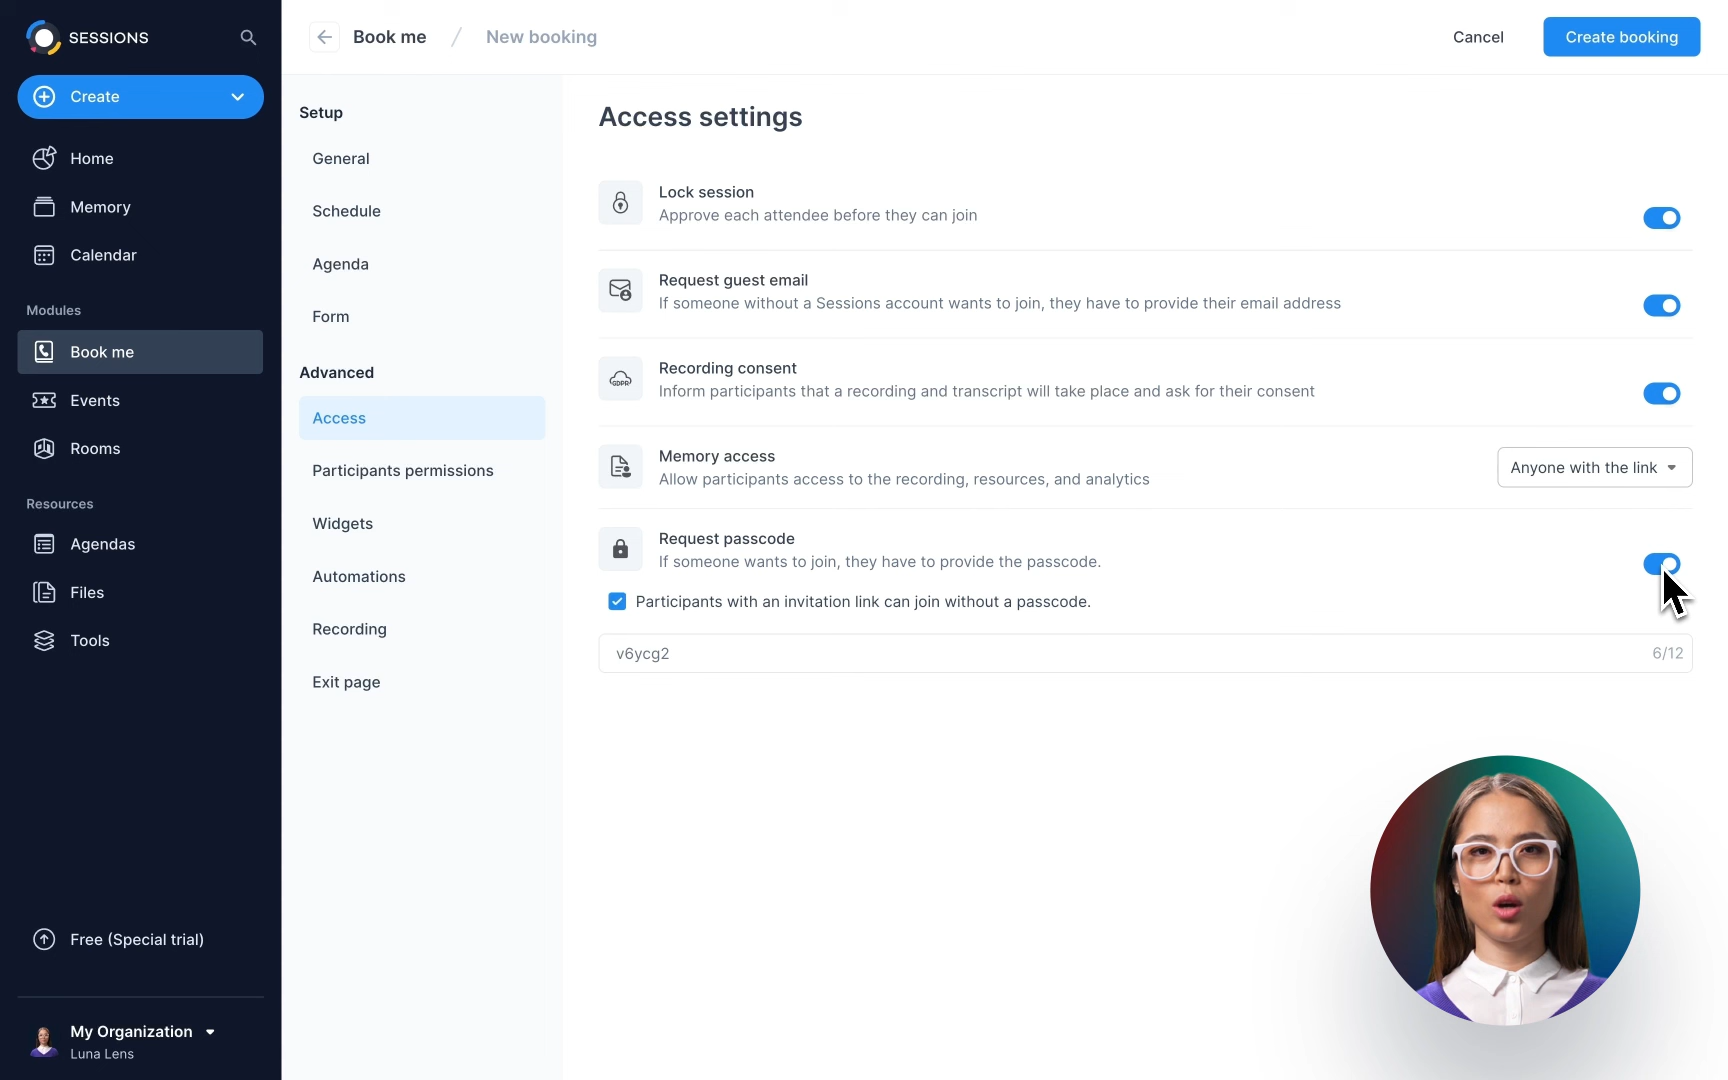 SESSIONS
Create
Home
Memory
Calendar
Modules
Book me
Events
Rooms
Resources
Agendas
Files
Tools
Free (Special trial)
My Organization
Luna Lens
Book me / New booking
Cancel
Create booking
Setup
General
Schedule
Agenda
Form
Advanced
Access
Participants permissions
Widgets
Automations
Recording
Exit page
Access settings
Lock session
Approve each attendee before they can join
Request guest email
If someone without a Sessions account wants to join, they have to provide their email address
GDPR
Recording consent
Inform participants that a recording and transcript will take place and ask for their consent
Memory access
Allow participants access to the recording, resources, and analytics
Anyone with the link
Request passcode
If someone wants to join, they have to provide the passcode.
Participants with an invitation link can join without a passcode.
v6ycg2
6/12